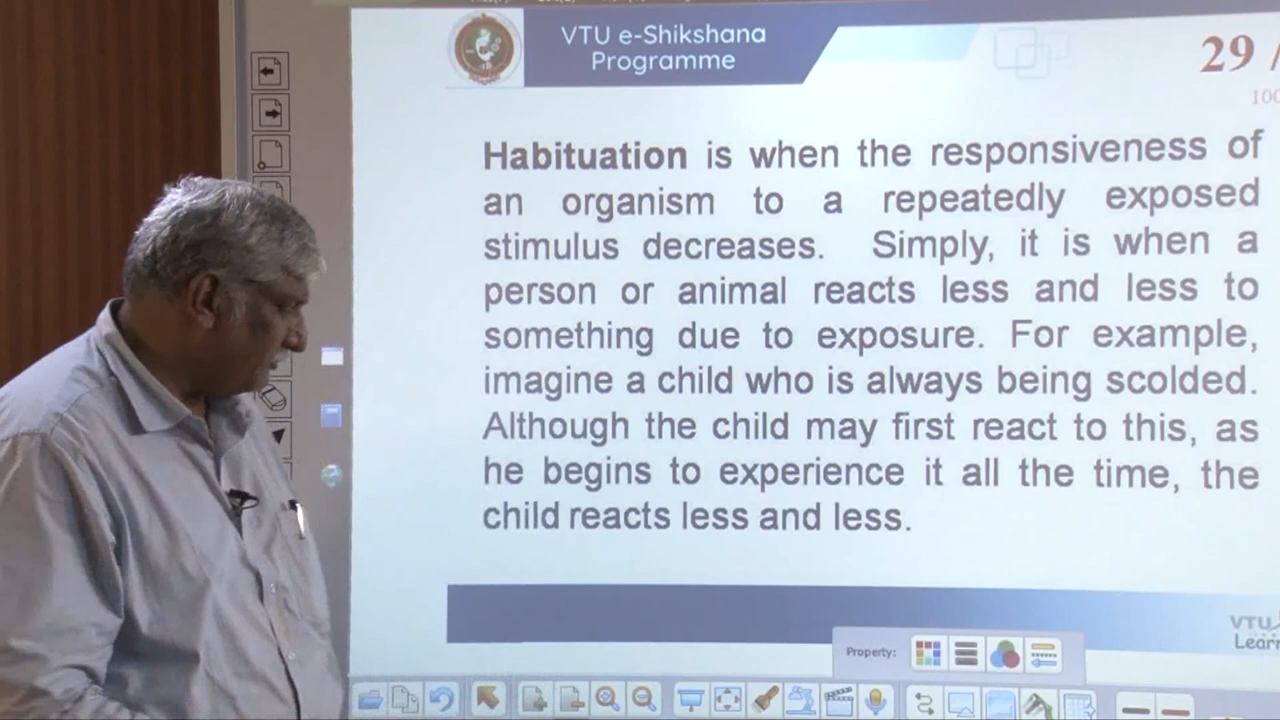 VTU e-Shikshana
Programme
29 /
100
Habituation is when the responsiveness of
an organism to a repeatedly exposed
stimulus decreases. Simply, it is when a
person or animal reacts less and less to
something due to exposure. For example,
imagine a child who is always being scolded.
Although the child may first react to this, as
he begins to experience it all the time, the
child reacts less and less.
VTU
Learn
Property: